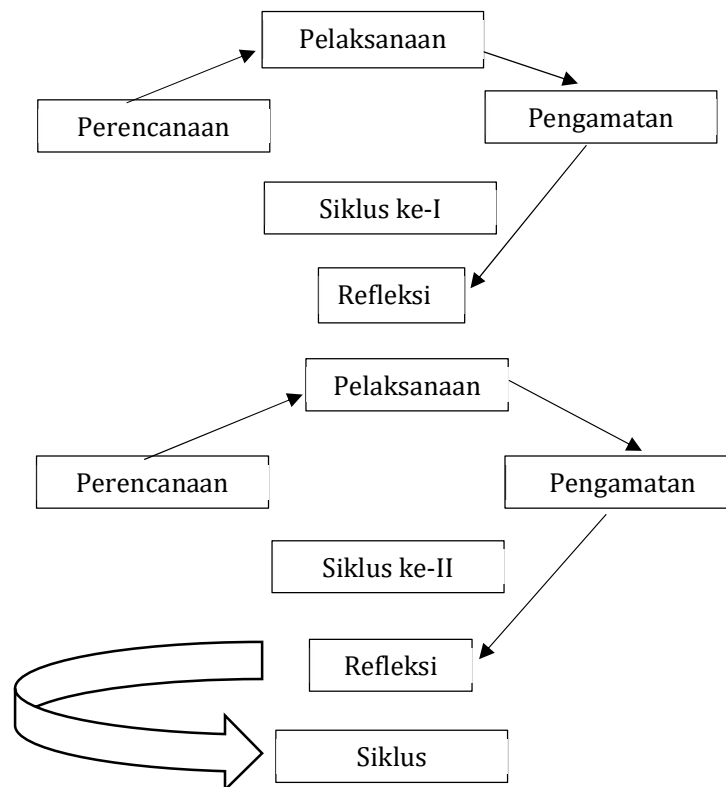 Pelaksanaan
Perencanaan
Pengamatan
Siklus ke-I
Refleksi
Pelaksanaan
Perencanaan
Pengamatan
Siklus ke-II
Refleksi
Siklus